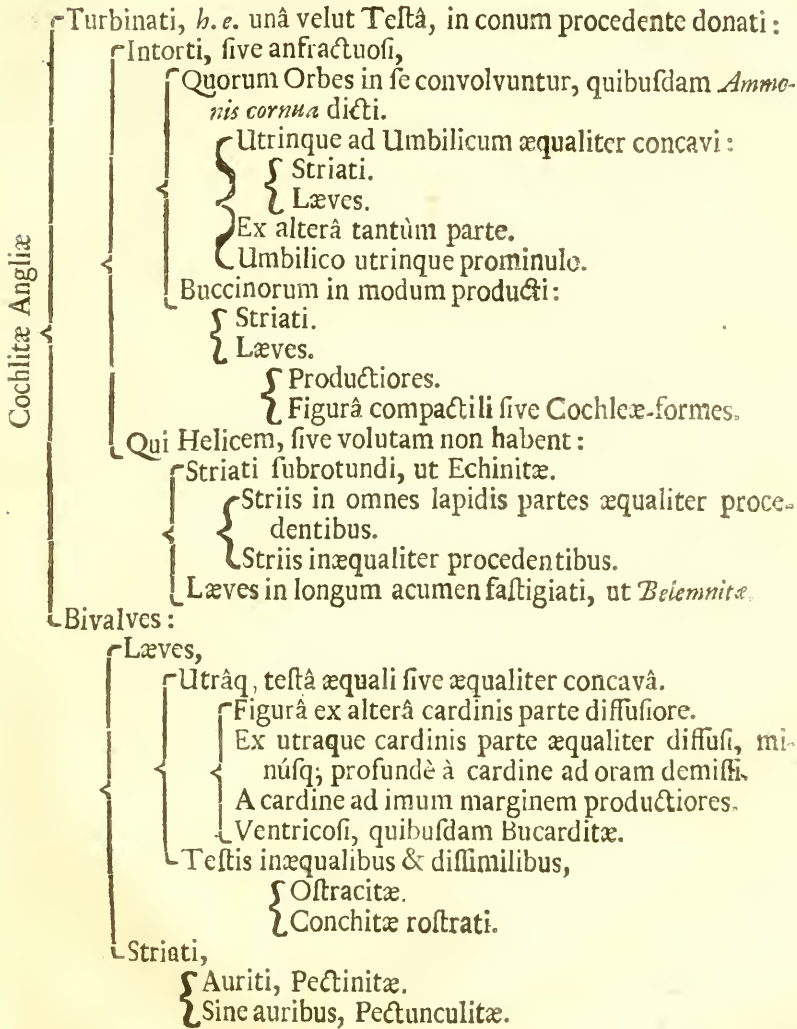 Cochlitæ Angliæ
Turbinati, h. e. unâ velut Teſtâ, in conum procedente donati:
Intorti, ſive anfractuoſi,
Quorum Orbes in ſe convolvuntur, quibuſdam Ammo-
nis cornua dicti.
Utrinque ad Umbilicum æqualiter concavi:
Striati.
Læves.
Ex alterâ tantùm parte.
Umbilico utrinque prominulo.
Buccinorum in modum producti:
Striati.
Læves.
Productiores.
Figurâ compactili ſive Cochleæ-formes.
Qui Helicem, ſive volutam non habent:
Striati ſubrotundi, ut Echinitæ.
Striis in omnes lapidis partes æqualiter proce-
dentibus.
Striis inæqualiter procedentibus.
Læves in longum acumen faſtigiati, ut Belemnitæ
Bivalves:
Læves,
Utrâq, teſtâ æquali ſive æqualiter concavâ.
Figurâ ex alterâ cardinis parte diffuſiore.
Ex utraque cardinis parte æqualiter diffuſi, mi-
núſq; profundè à cardine ad oram demiſſi.
A cardine ad imum marginem productiores.
Ventricoſi, quibuſdam Bucarditæ.
Teſtis inæqualibus & diſſimilibus,
Oſtracitæ.
Conchitæ roſtrati.
Striati,
Auriti, Pectinitæ.
Sine auribus, Pectunculitæ.